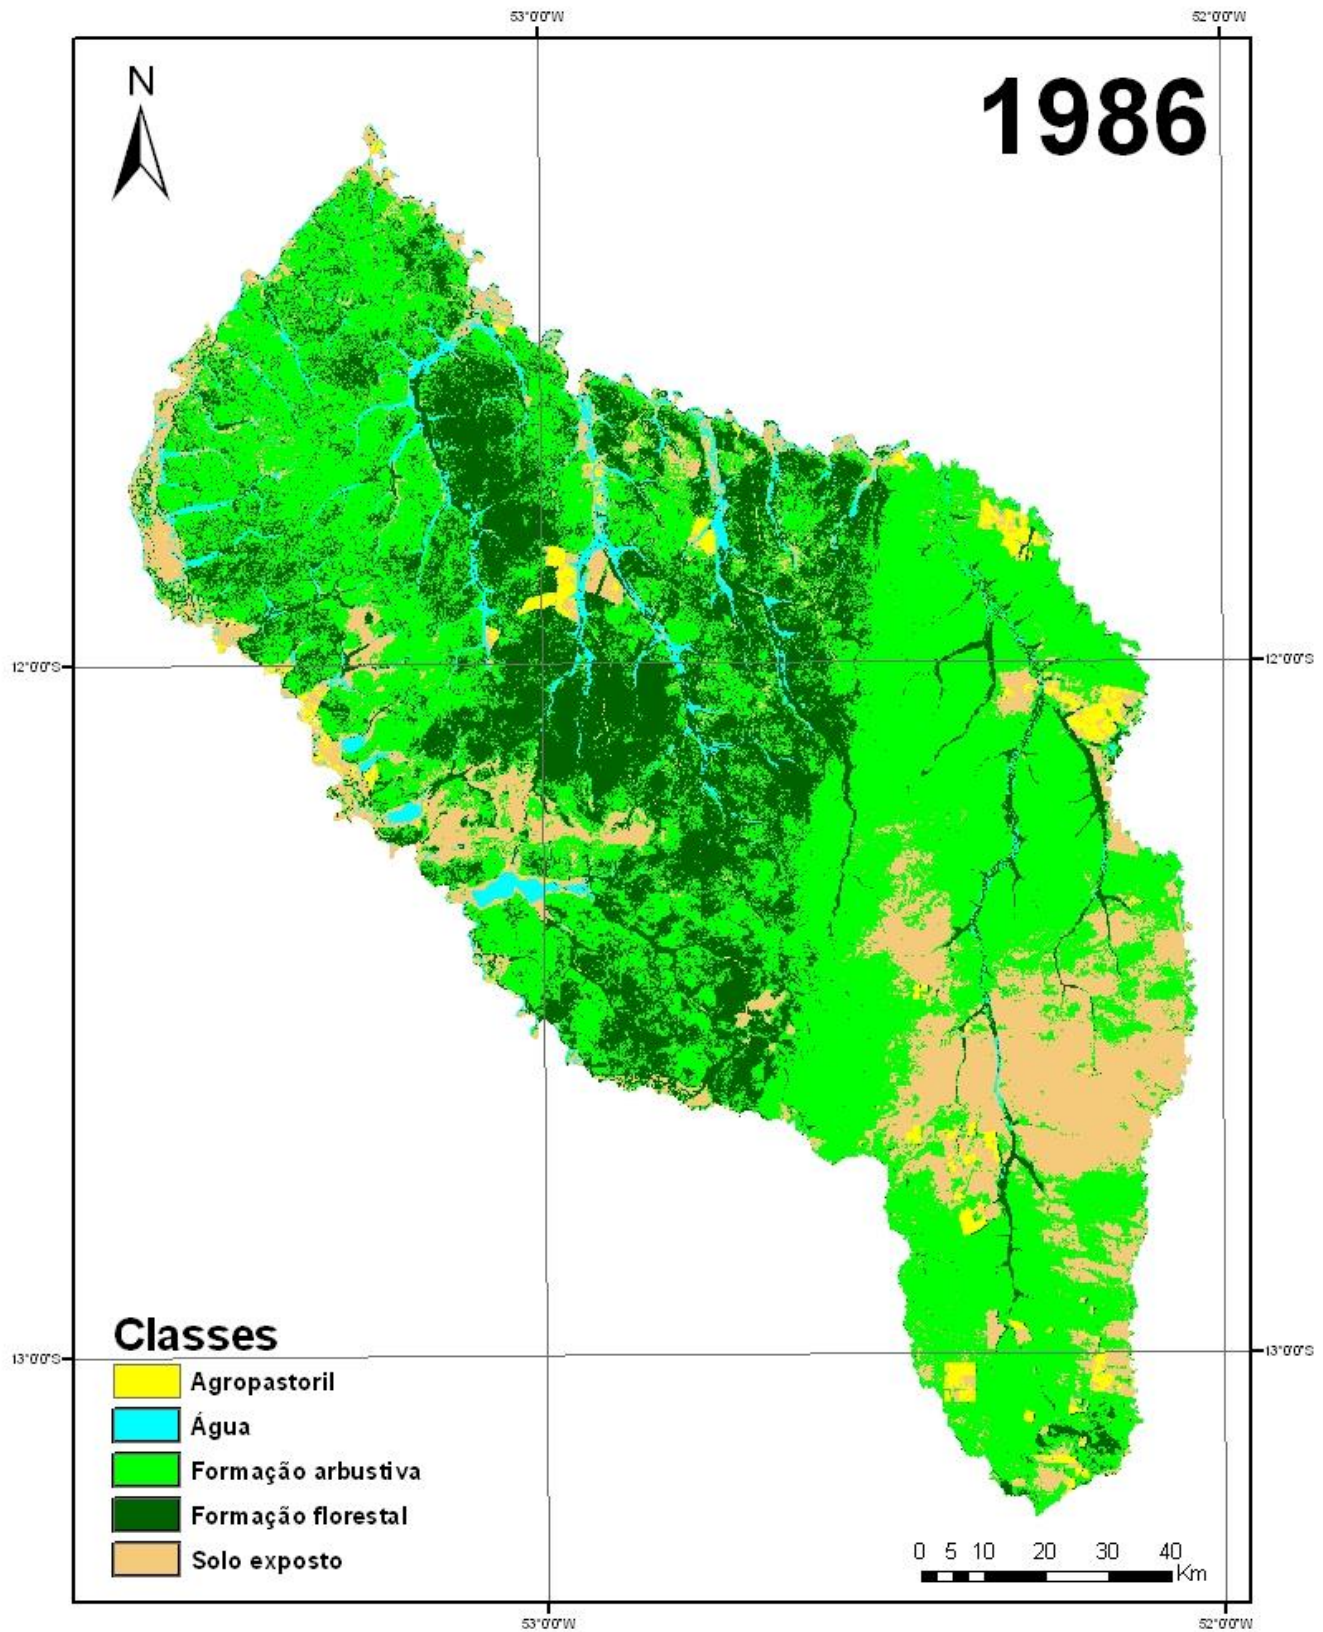 53°0'0"W 52°0'0"W
N
1986
12°0'0"S 12°0'0"S
13°0'0"S 13°0'0"S
Classes
Agropastoril
Água
Formação arbustiva
Formação florestal
Solo exposto
0 5 10 20 30 40
Km
53°0'0"W 52°0'0"W